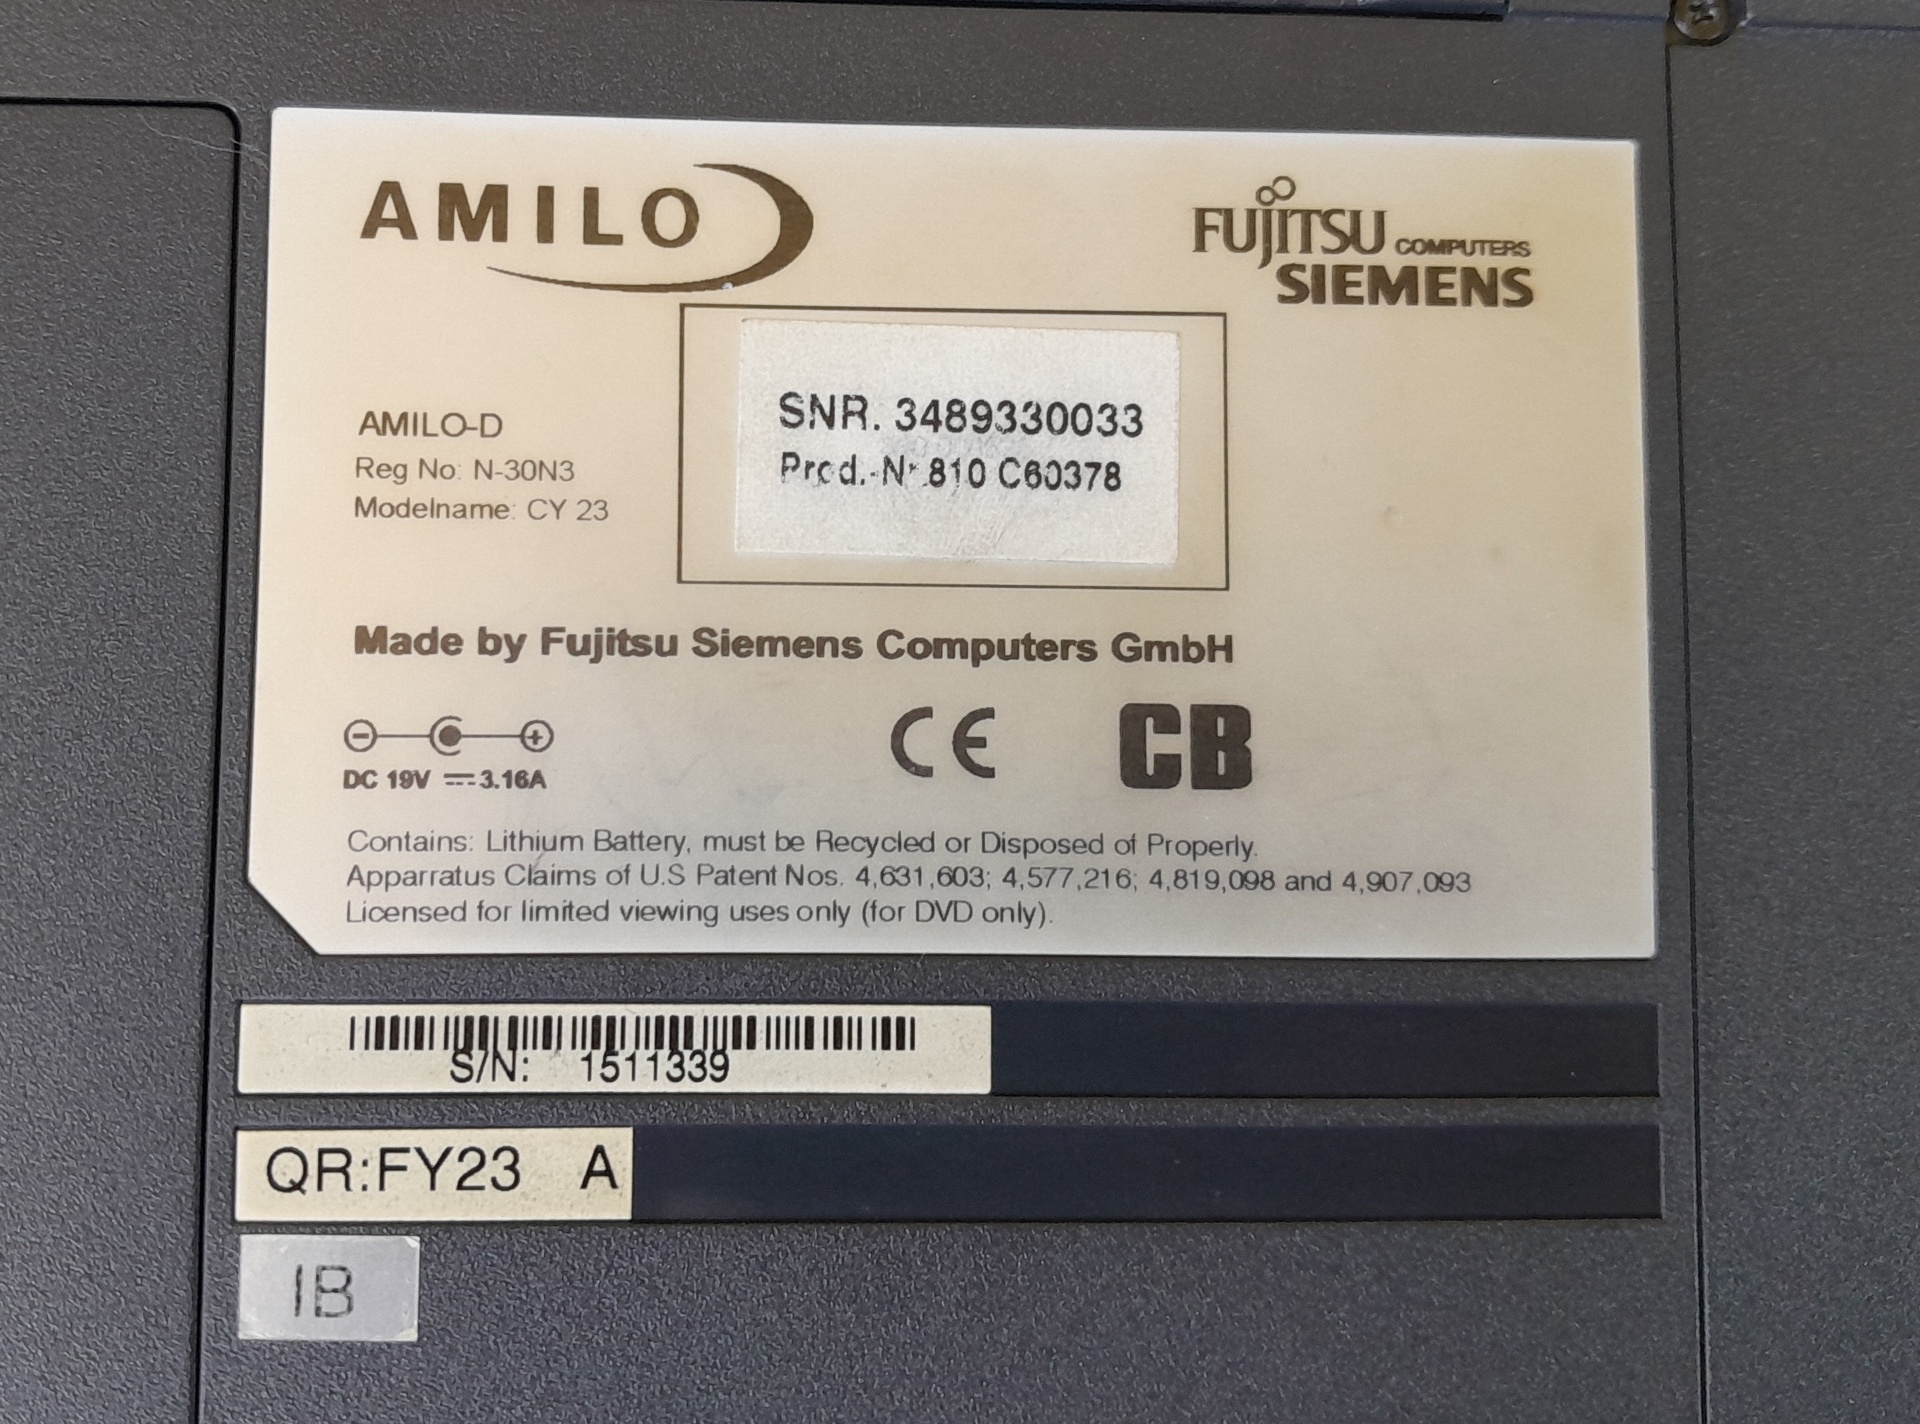 AMILO
FUJITSU COMPUTERS
SIEMENS
SNR. 3489330033
Prod.-Nr 810 C60378
AMILO-D
Reg No: N-30N3
Modelname: CY 23
Made by Fujitsu Siemens Computers GmbH
DC 19V 3.16A
CE CB
Contains: Lithium Battery, must be Recycled or Disposed of Properly.
Apparratus Claims of U.S Patent Nos. 4,631,603; 4,577,216; 4,819,098 and 4,907,093
Licensed for limited viewing uses only (for DVD only).
S/N: 1511339
QR:FY23 A
IB